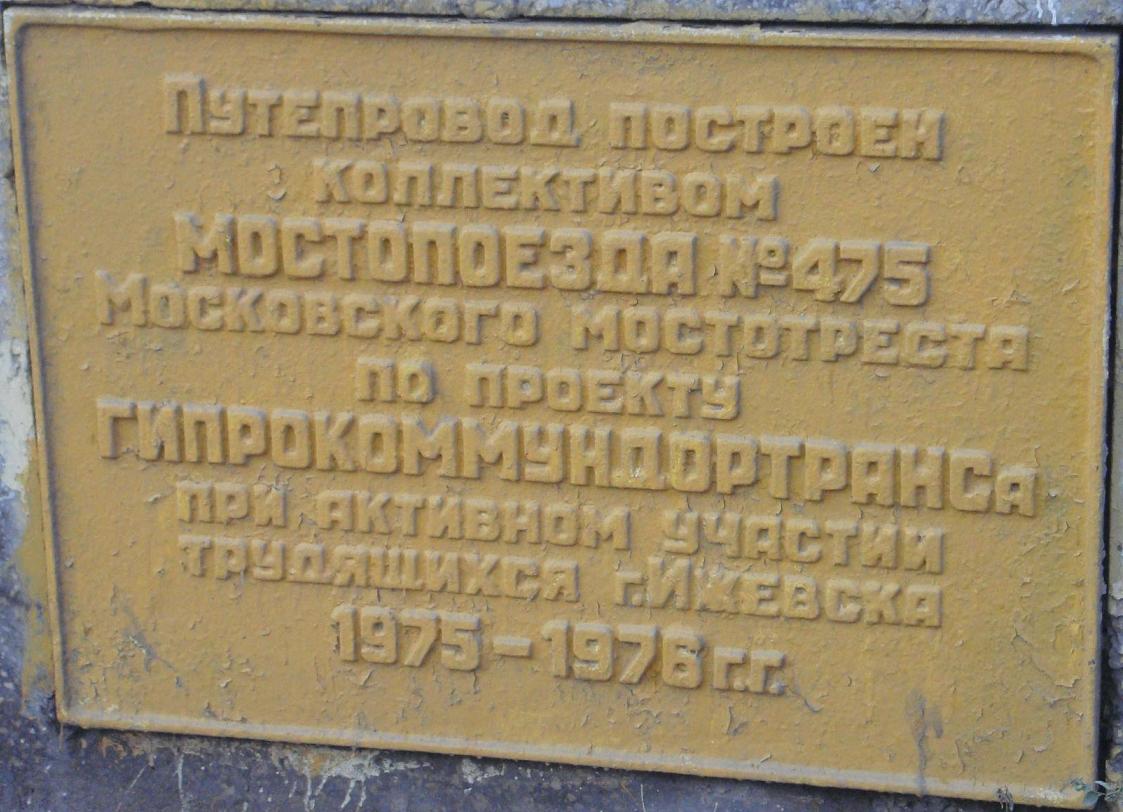 Путепровод построен
коллективом
МОСТОПОЕЗДА №475
Московского мостотреста
по проекту
ГИПРОКОММУНДОРТРАНСа
при активном участии
трудящихся г.Ижевска
1975 – 1976 г.г.